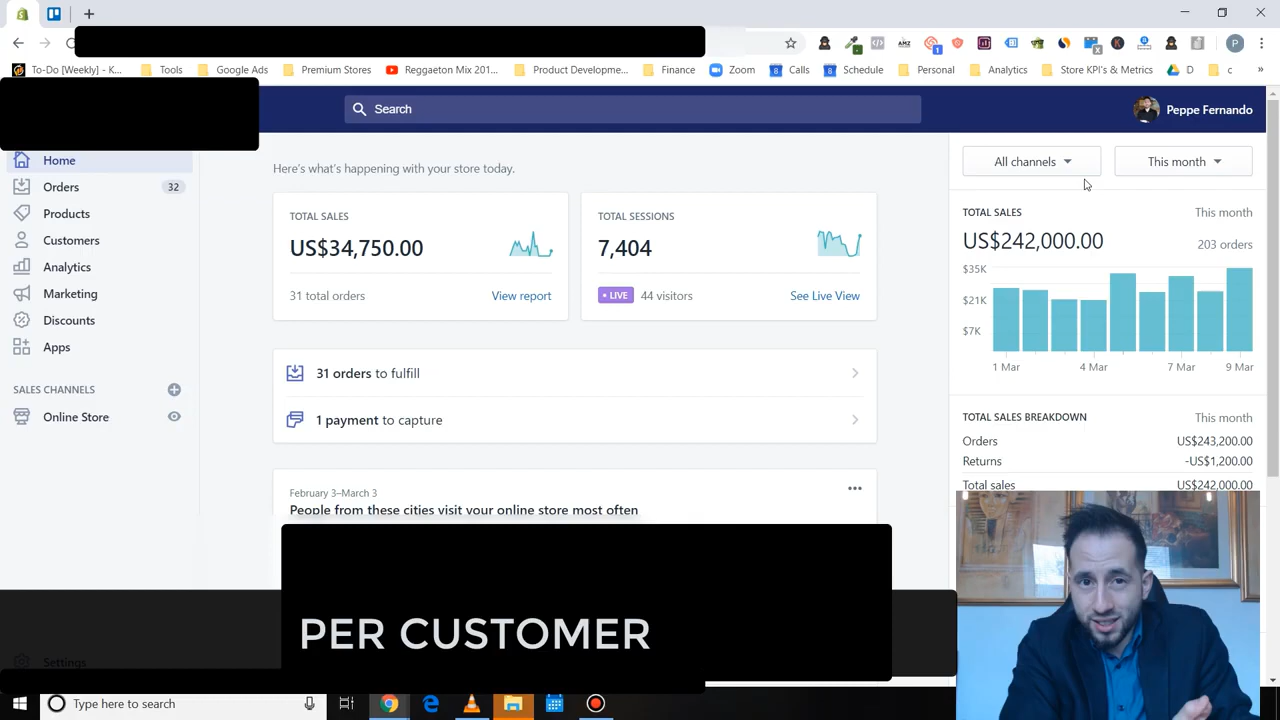 To-Do [Weekly] - K...
Tools
Google Ads
Premium Stores
Reggaeton Mix 201...
Product Developme...
Finance
Zoom
8 Calls
8 Schedule
Personal
Analytics
Store KPI's & Metrics
D
c
»
AMZ
1
X
K
P
Search
Peppe Fernando
Home
Orders
32
Products
Customers
Analytics
Marketing
Discounts
Apps
SALES CHANNELS
Online Store
Settings
Here's what's happening with your store today.
TOTAL SALES
US$34,750.00
31 total orders
View report
TOTAL SESSIONS
7,404
• LIVE
44 visitors
See Live View
31 orders to fulfill
1 payment to capture
February 3–March 3
People from these cities visit your online store most often
PER CUSTOMER
All channels
This month
TOTAL SALES
This month
US$242,000.00
203 orders
$35K
$21K
$7K
1 Mar
4 Mar
7 Mar
9 Mar
TOTAL SALES BREAKDOWN
This month
Orders
US$243,200.00
Returns
-US$1,200.00
Total sales
US$242,000.00
Type here to search